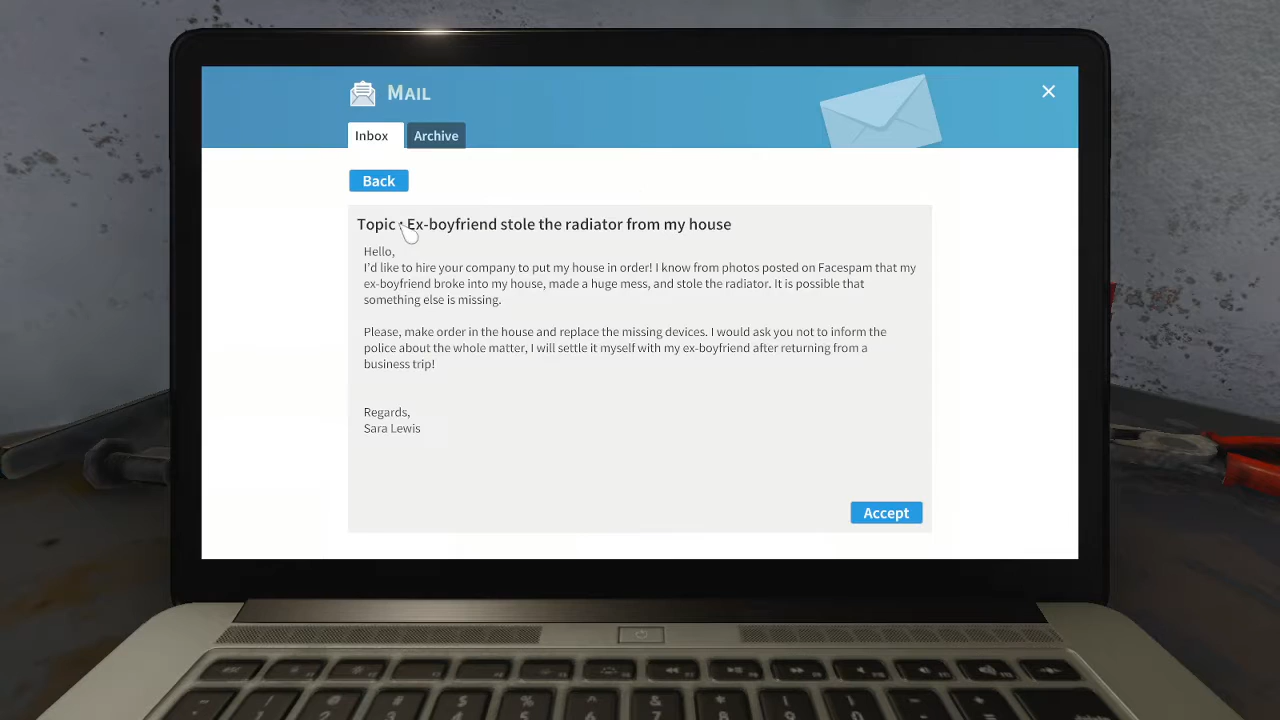 MAIL
Inbox
Archive
Back
Topic : Ex-boyfriend stole the radiator from my house
Hello,
I'd like to hire your company to put my house in order! I know from photos posted on Facespam that my
ex-boyfriend broke into my house, made a huge mess, and stole the radiator. It is possible that
something else is missing.
Please, make order in the house and replace the missing devices. I would ask you not to inform the
police about the whole matter, I will settle it myself with my ex-boyfriend after returning from a
business trip!
Regards,
Sara Lewis
Accept